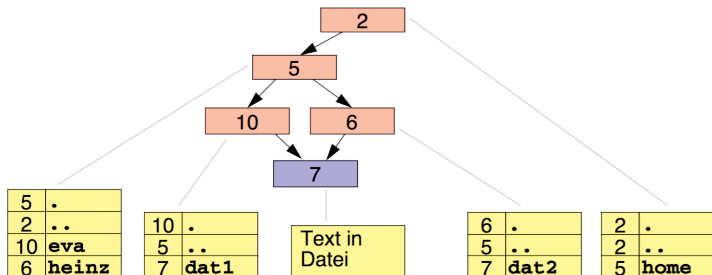 2
5
10
6
7
5 .
2 ..
10 eva
6 heinz
10 .
5 ..
7 dat1
Text in
Datei
6 .
5 ..
7 dat2
2 .
2 ..
5 home